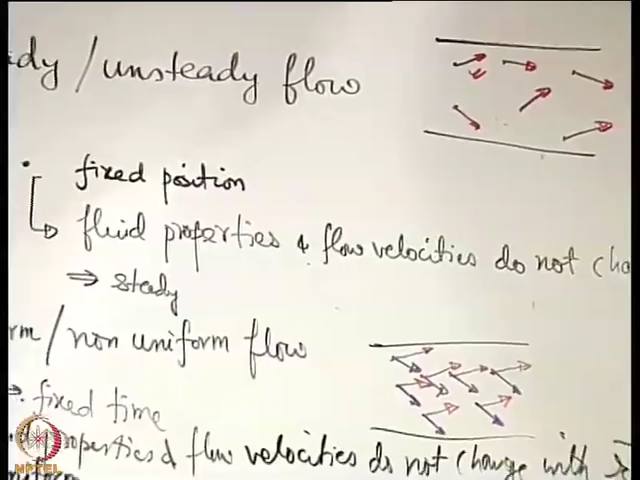 dy /unsteady flow
fixed position
fluid properties & flow velocities do not cha
⇒ steady
rm / non uniform flow
⇒ fixed time
properties & flow velocities do not change with
NPTEL